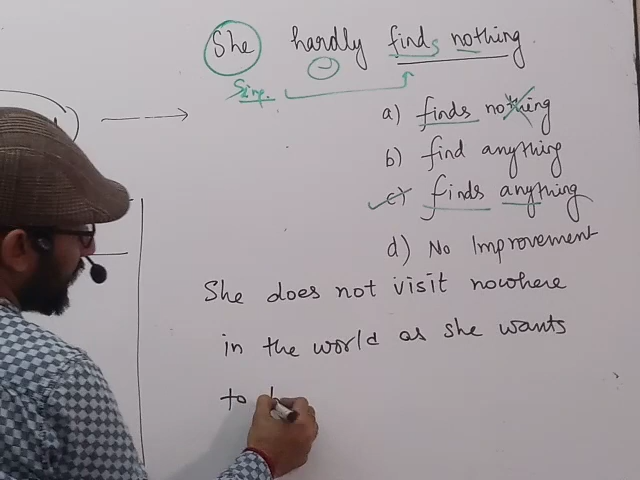 She hardly finds nothing.
Sing.
a) finds nothing
b) find anything
c) finds anything
d) No Improvement
She does not visit nowhere
in the world as she wants
to